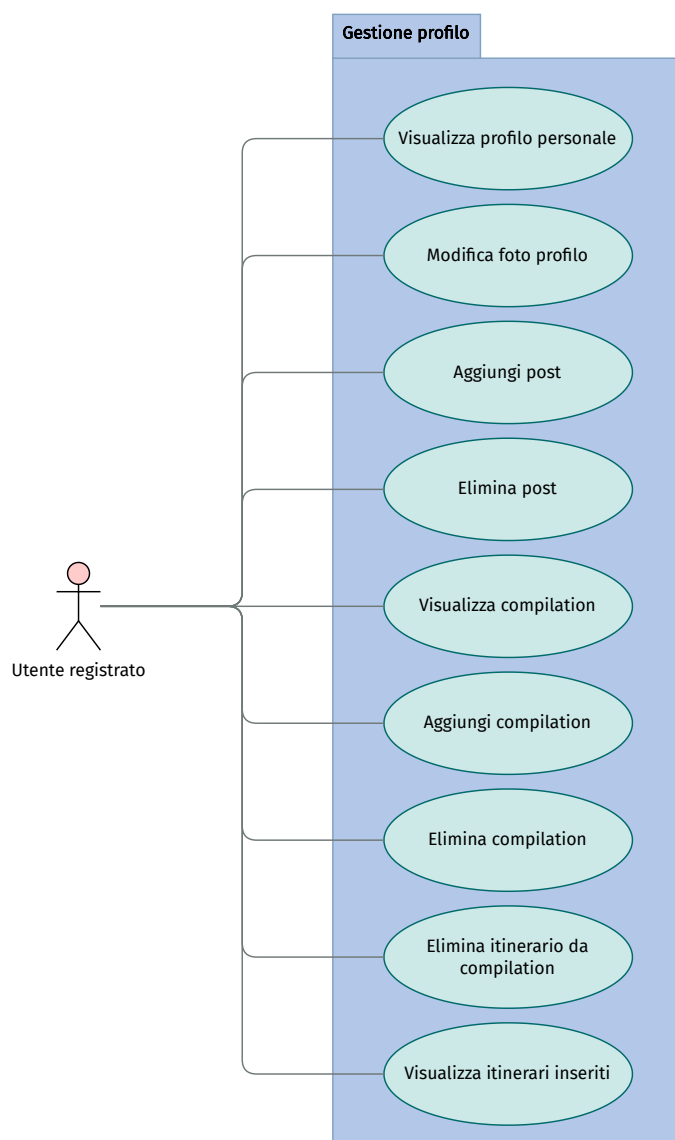 Gestione profilo
Visualizza profilo personale
Modifica foto profilo
Aggiungi post
Elimina post
Visualizza compilation
Utente registrato
Aggiungi compilation
Elimina compilation
Elimina itinerario da
compilation
Visualizza itinerari inseriti